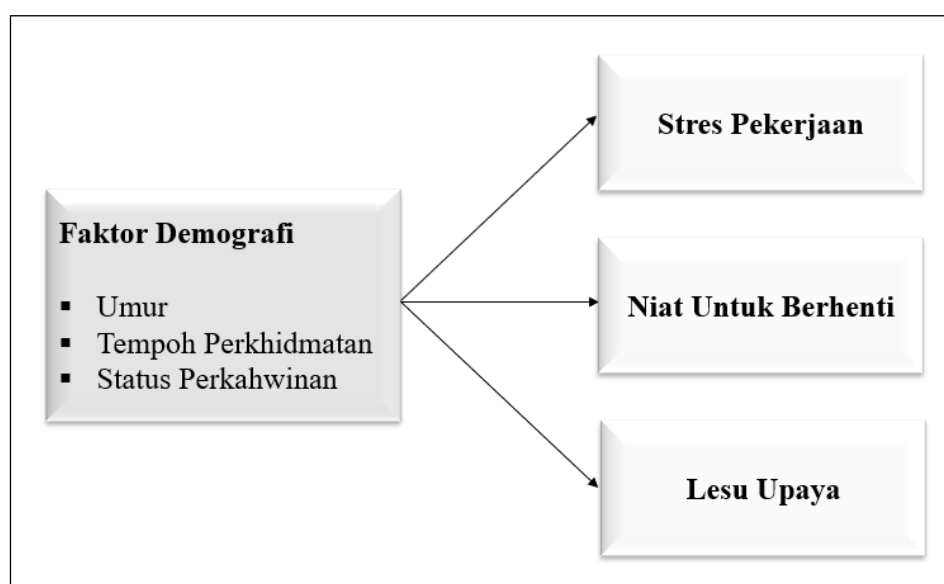 Faktor Demografi
Umur
Tempoh Perkhidmatan
Status Perkahwinan
Stres Pekerjaan
Niat Untuk Berhenti
Lesu Upaya